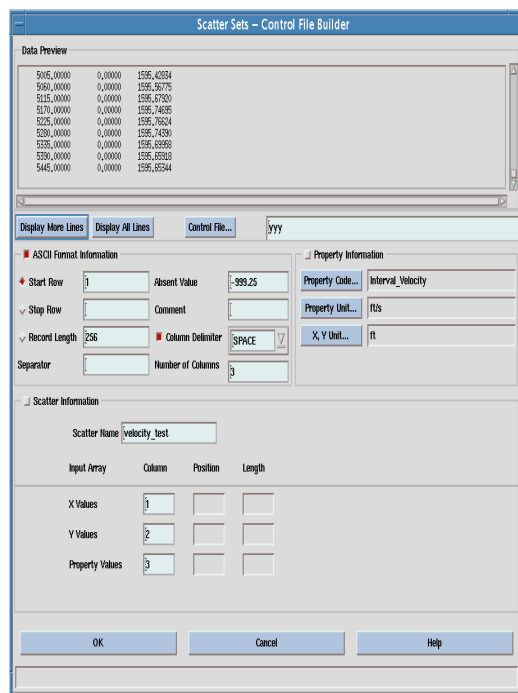 Scatter Sets – Control File Builder
Data Preview
5005.00000 0.00000 1595.42834
5060.00000 0.00000 1595.56775
5115.00000 0.00000 1595.67920
5170.00000 0.00000 1595.74695
5225.00000 0.00000 1595.76624
5280.00000 0.00000 1595.74390
5335.00000 0.00000 1595.69958
5390.00000 0.00000 1595.65918
5445.00000 0.00000 1595.65344
Display More Lines Display All Lines Control File... yyy
ASCII Format Information Property Information
Start Row 1 Absent Value -999.25 Property Code... Interval_Velocity
Stop Row Comment Property Unit... ft/s
Record Length 256 Column Delimiter SPACE X, Y Unit... ft
Separator Number of Columns 3
Scatter Information
Scatter Name velocity_test
Input Array Column Position Length
X Values 1
Y Values 2
Property Values 3
OK Cancel Help